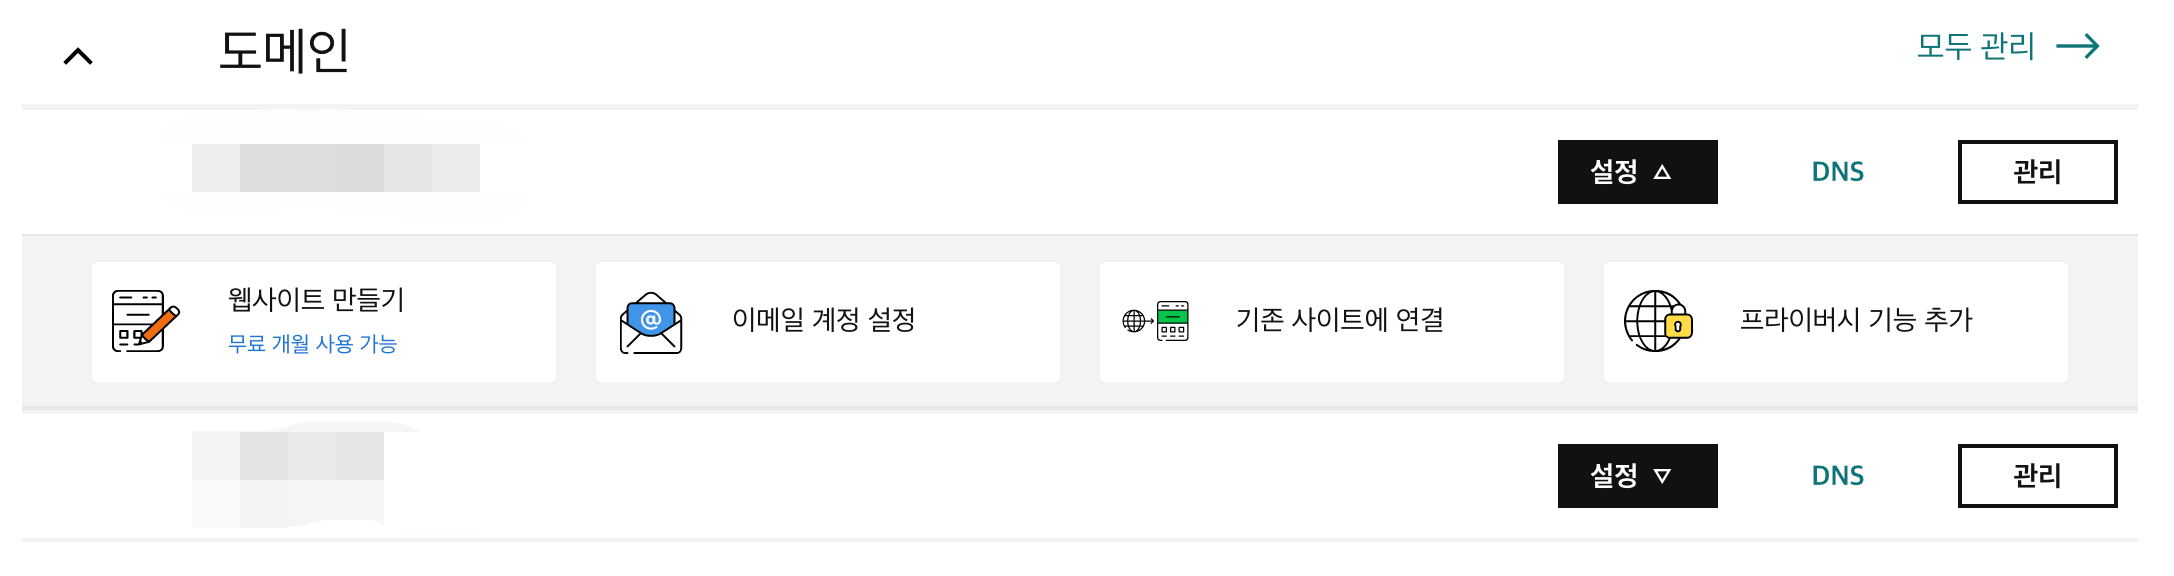 도메인
모두 관리
설정
DNS
관리
웹사이트 만들기
무료 개월 사용 가능
@
이메일 계정 설정
기존 사이트에 연결
프라이버시 기능 추가
설정
DNS
관리